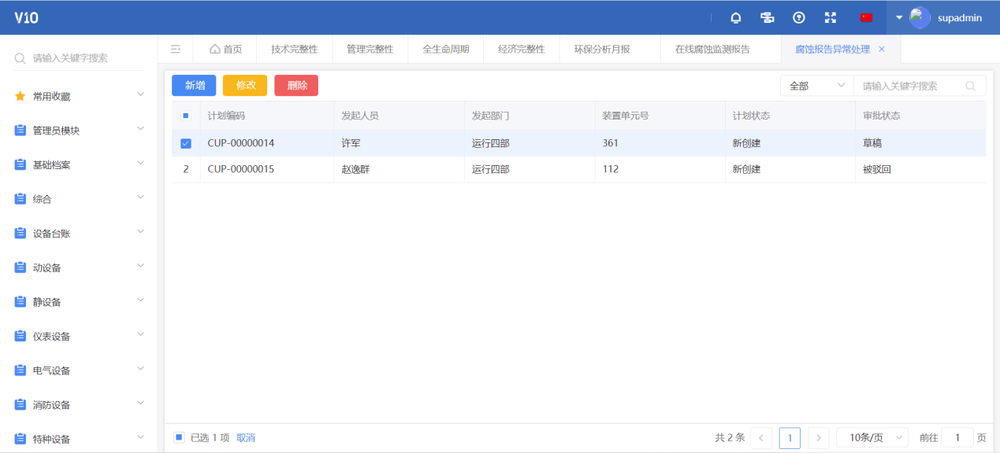 V10
supadmin
请输入关键字搜索
首页
技术完整性
管理完整性
全生命周期
经济完整性
环保分析月报
在线腐蚀监测报告
腐蚀报告异常处理
常用收藏
管理员模块
基础档案
综合
设备台账
动设备
静设备
仪表设备
电气设备
消防设备
特种设备
新增 修改 删除
全部
请输入关键字搜索
计划编码 发起人员 发起部门 装置单元号 计划状态 审批状态
CUP-00000014 许军 运行四部 361 新创建 草稿
2 CUP-00000015 赵逸群 运行四部 112 新创建 被驳回
已选 1 项 取消
共 2 条 1 10条/页 前往 1 页